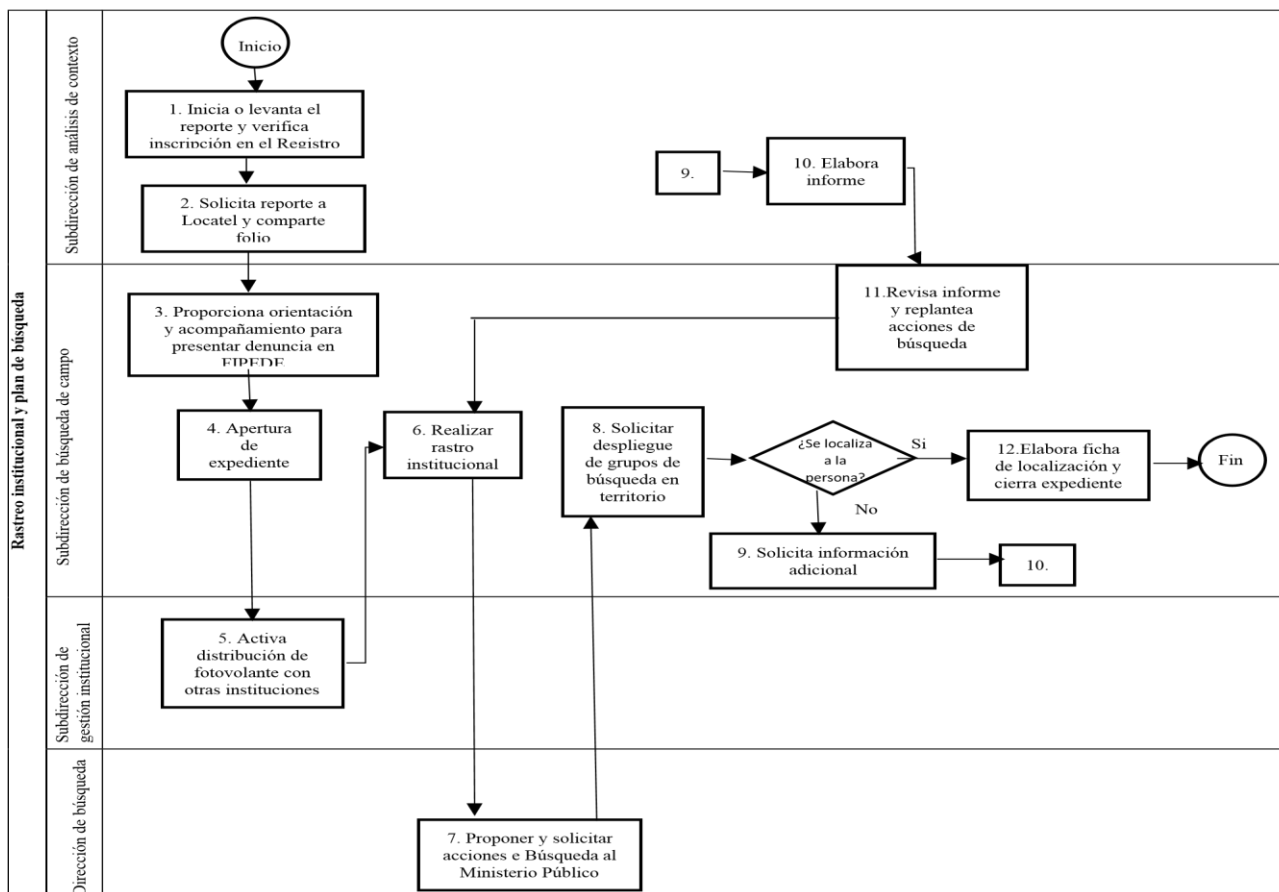 Rastreo institucional y plan de búsqueda
Subdirección de análisis de contexto
Inicio
1. Inicia o levanta el
reporte y verifica
inscripción en el Registro
2. Solicita reporte a
Locatel y comparte
folio
9.
10. Elabora
informe
Subdirección de búsqueda de campo
3. Proporciona orientación
y acompañamiento para
presentar denuncia en
FIPEDE
4. Apertura
de
expediente
6. Realizar
rastro
institucional
11.Revisa informe
y replantea
acciones de
búsqueda
8. Solicitar
despliegue
de grupos de
búsqueda en
territorio
¿Se localiza
a la
persona?
Si
No
12.Elabora ficha
de localización y
cierra expediente
Fin
9. Solicita información
adicional
10.
Subdirección de
gestión institucional
5. Activa
distribución de
fotovolante con
otras instituciones
Dirección de búsqueda
7. Proponer y solicitar
acciones e Búsqueda al
Ministerio Público